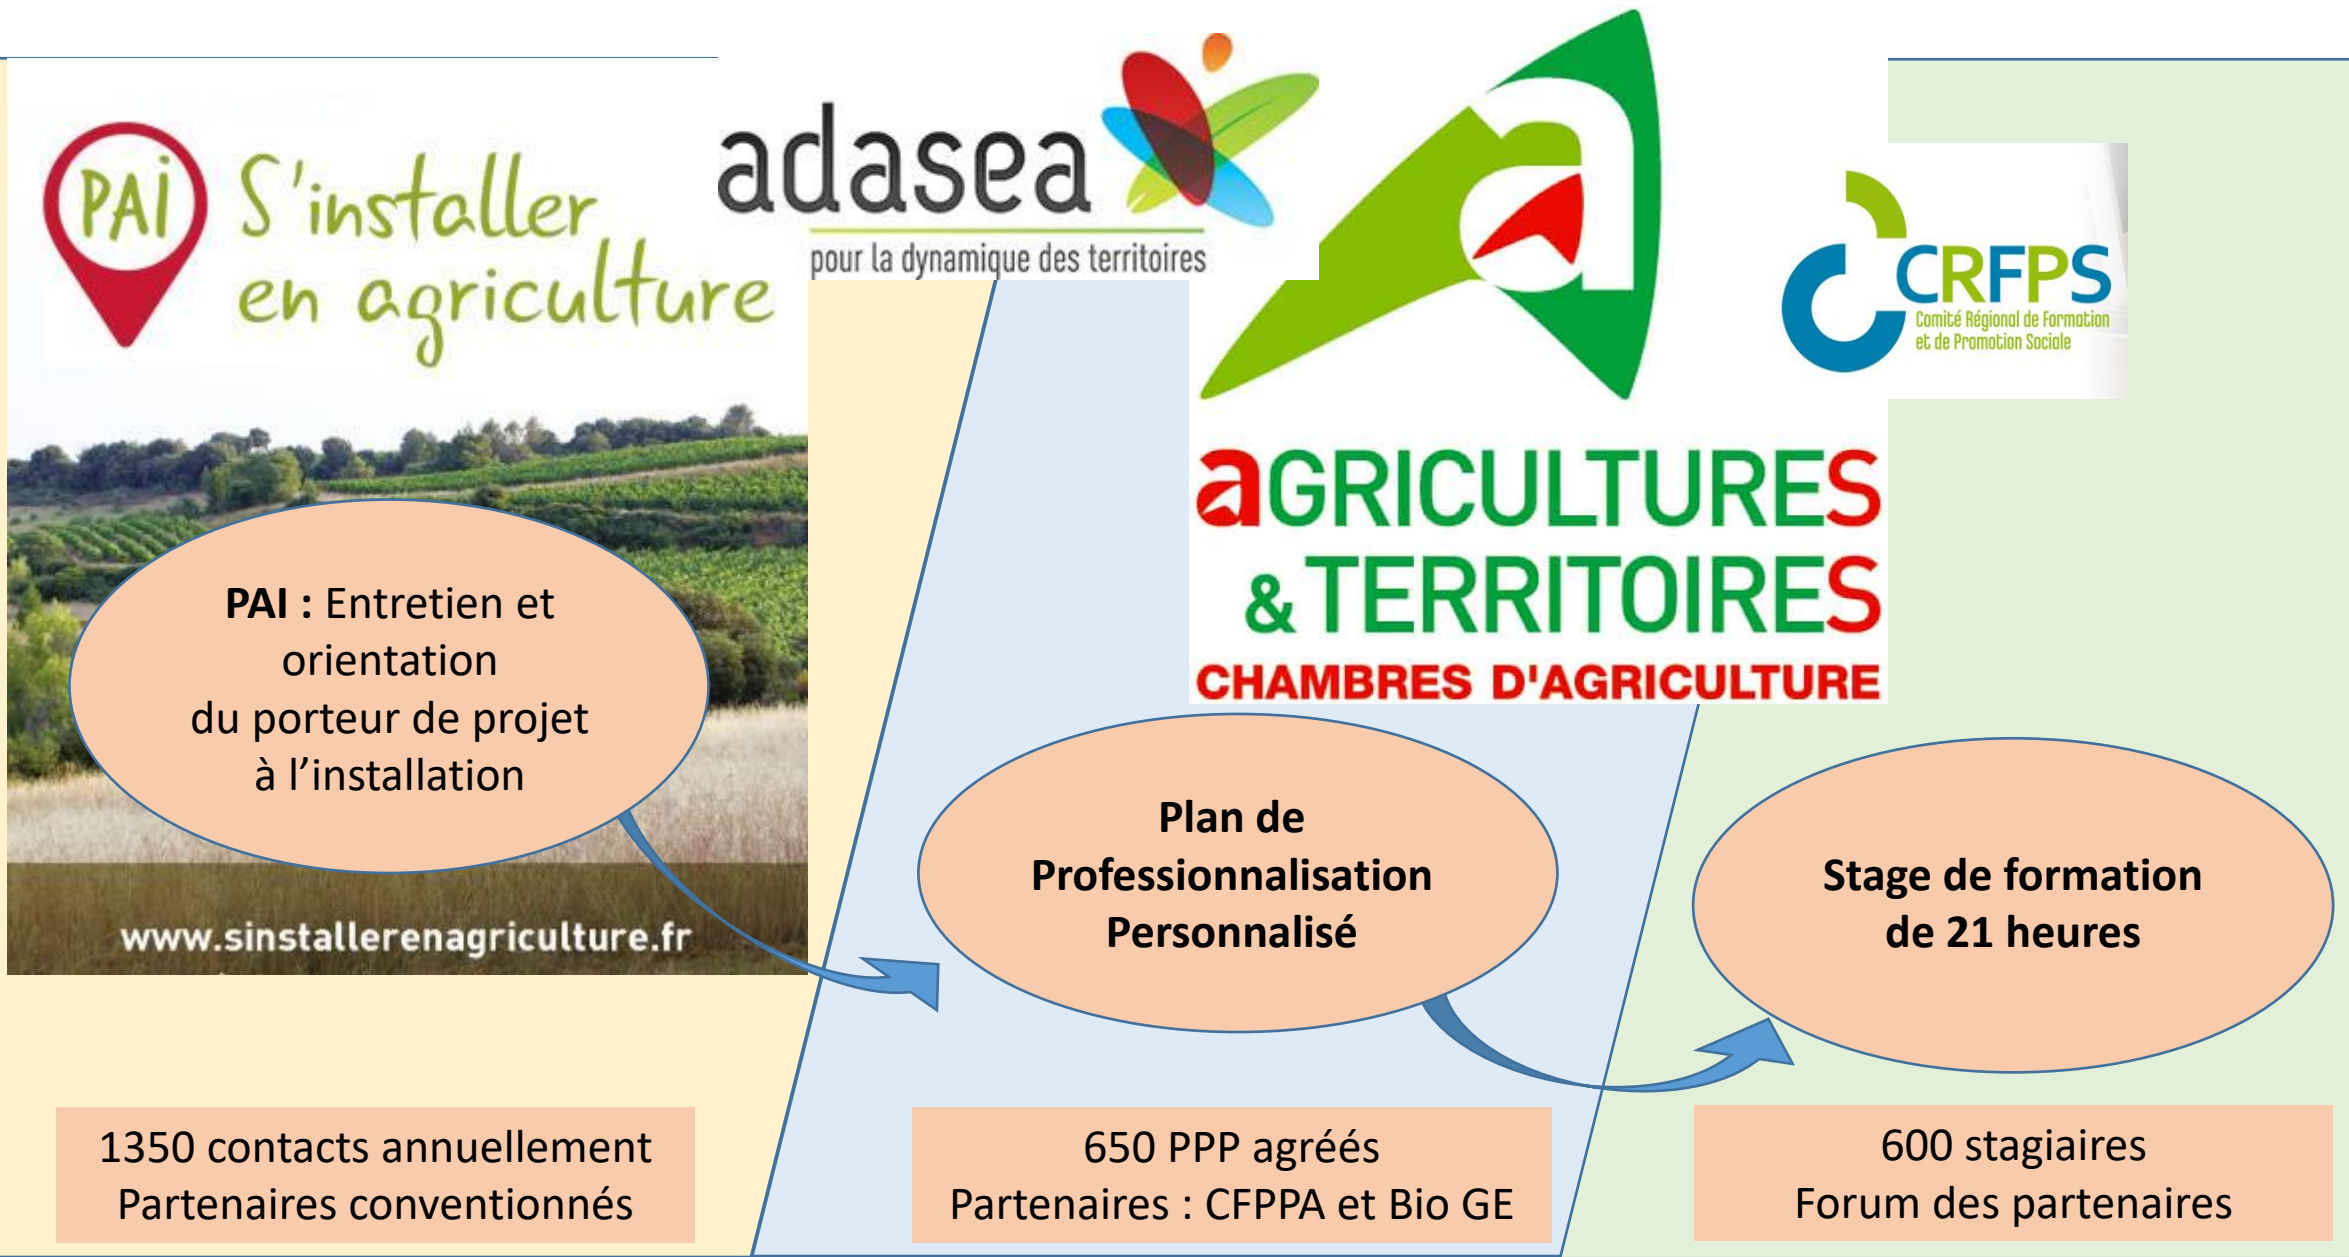 PAI
S'installer
en agriculture
adasea
pour la dynamique des territoires
a
AGRICULTURES
& TERRITOIRES
CHAMBRES D'AGRICULTURE
CRFPS
Comité Régional de Formation
et de Promotion Sociale
PAI : Entretien et
orientation
du porteur de projet
à l’installation
www.sinstallerenagriculture.fr
Plan de
Professionnalisation
Personnalisé
Stage de formation
de 21 heures
1350 contacts annuellement
Partenaires conventionnés
650 PPP agréés
Partenaires : CFPPA et Bio GE
600 stagiaires
Forum des partenaires